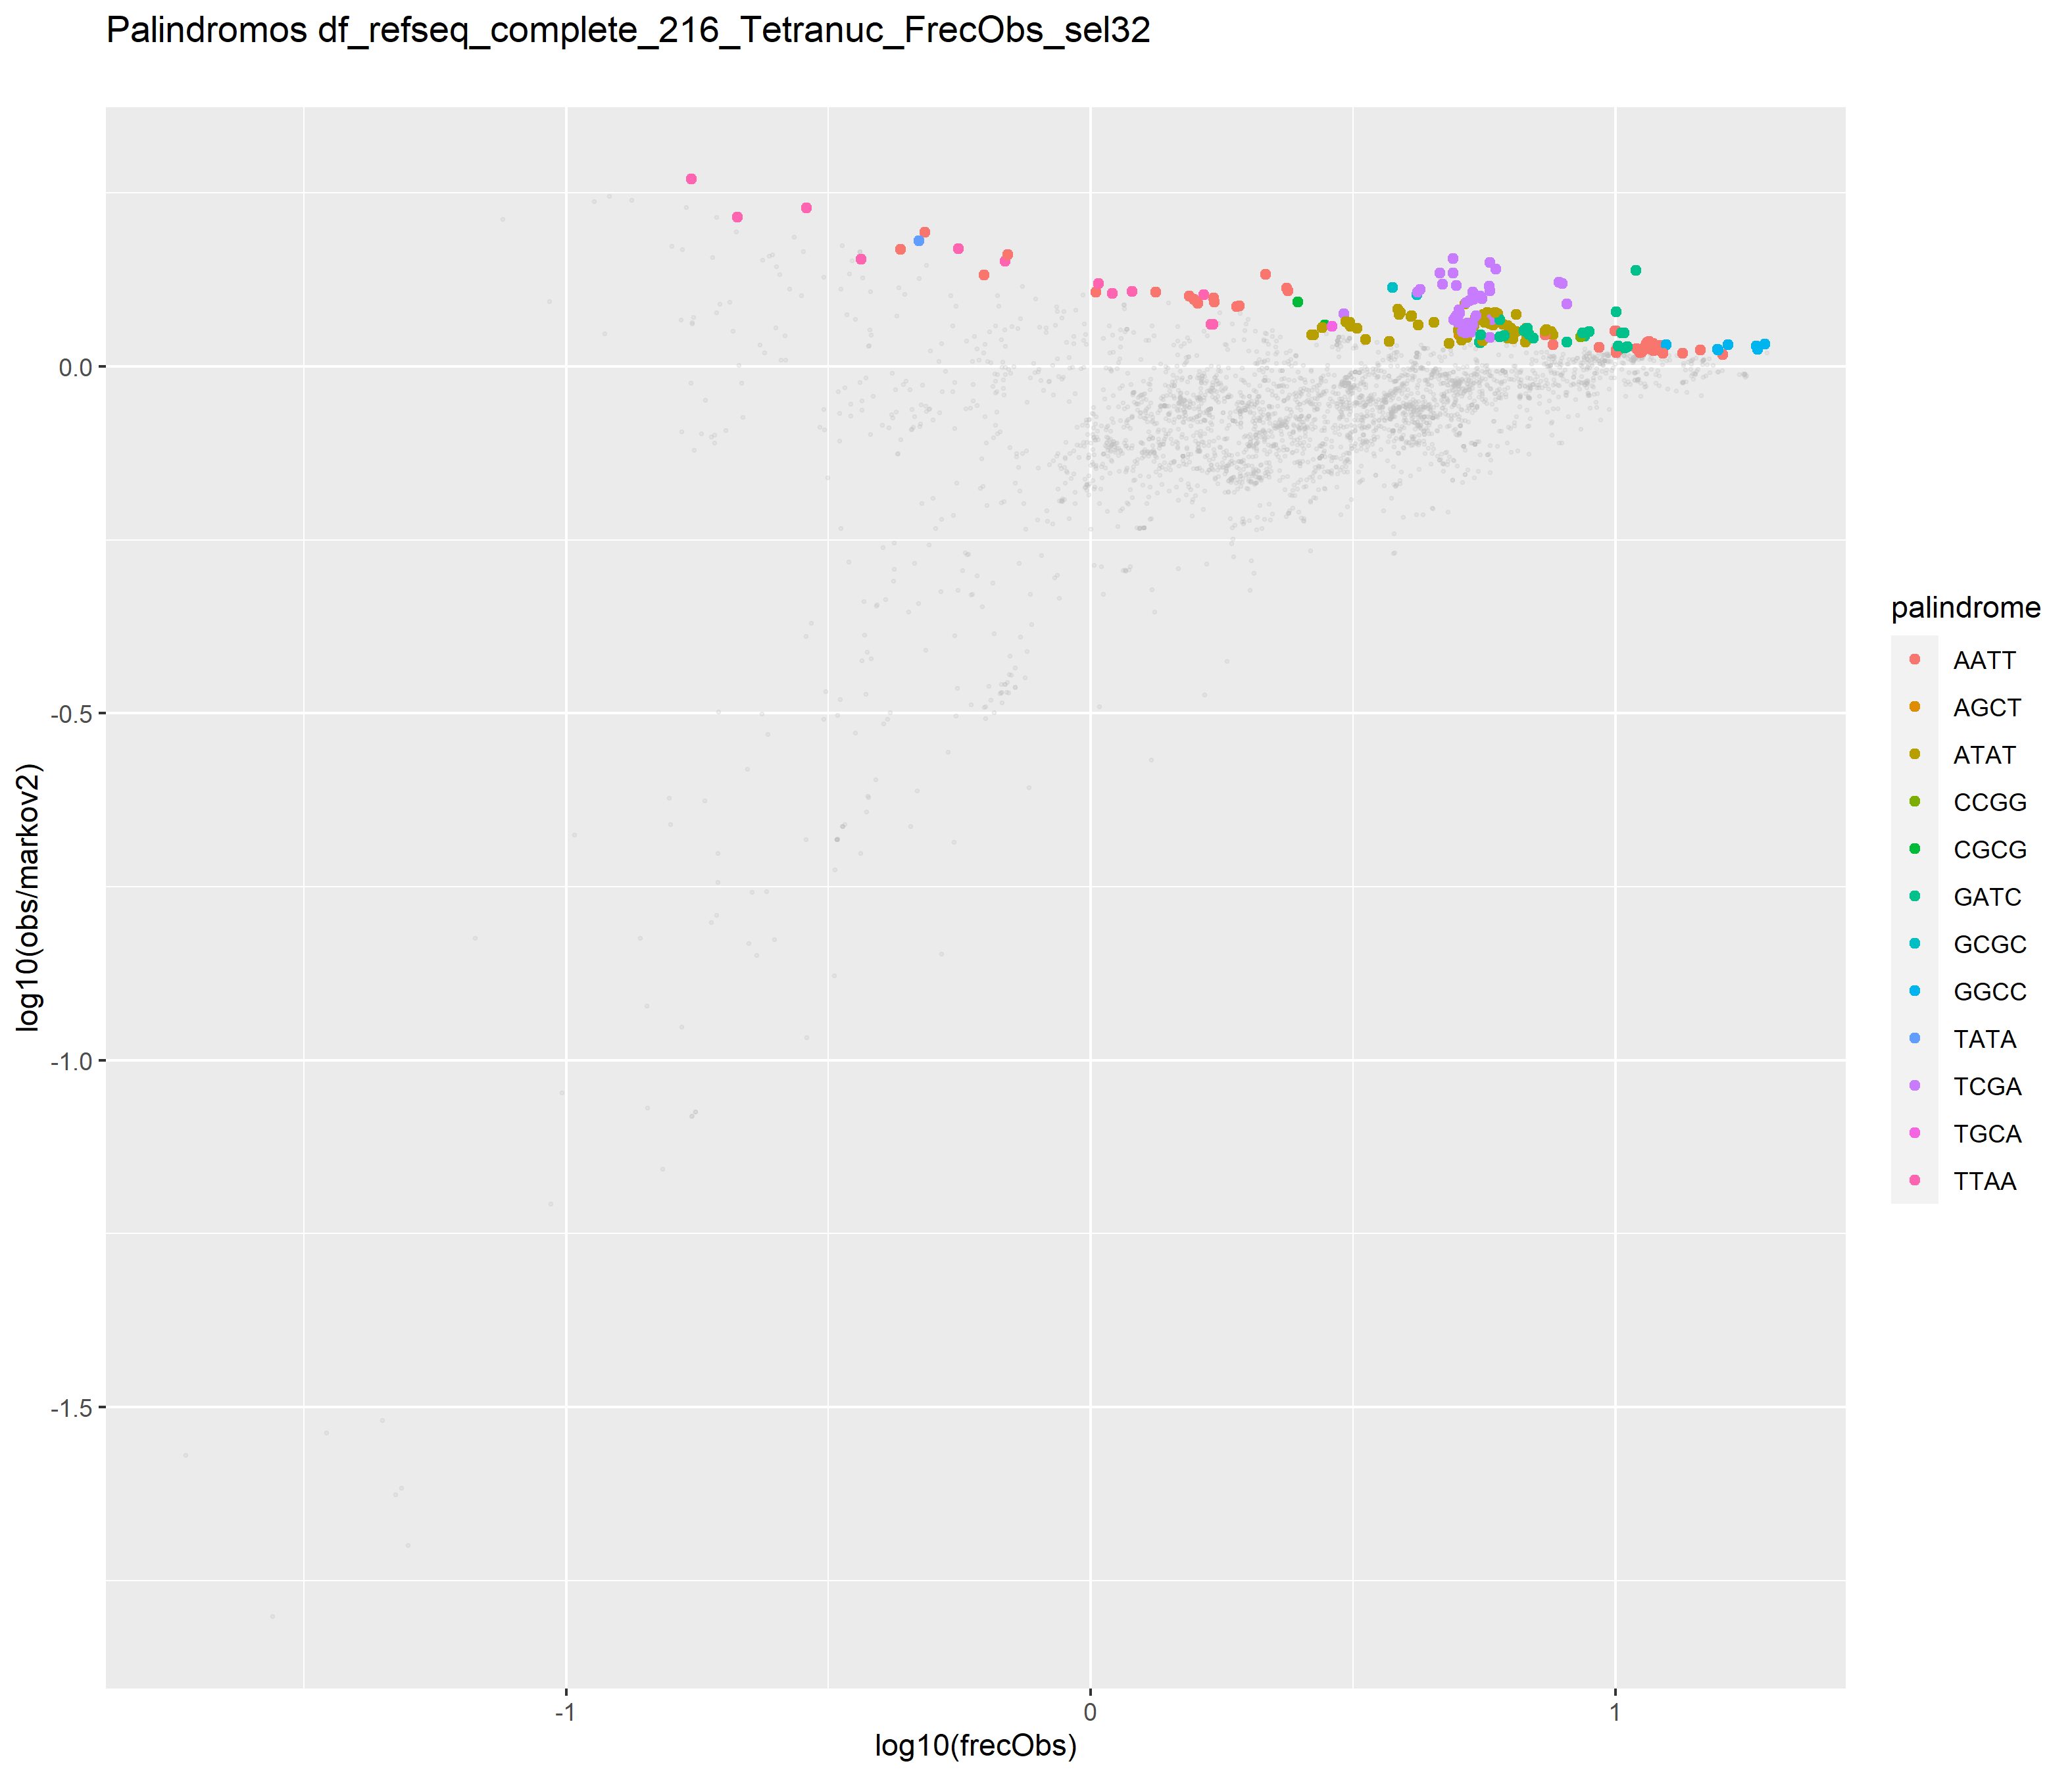 Palindromos df_refseq_complete_216_Tetranuc_FrecObs_sel32
log10(obs/markov2)
0.0
-0.5
-1.0
-1.5
-1
0
1
log10(frecObs)
palindrome
AATT
AGCT
ATAT
CCGG
CGCG
GATC
GCGC
GGCC
TATA
TCGA
TGCA
TTAA